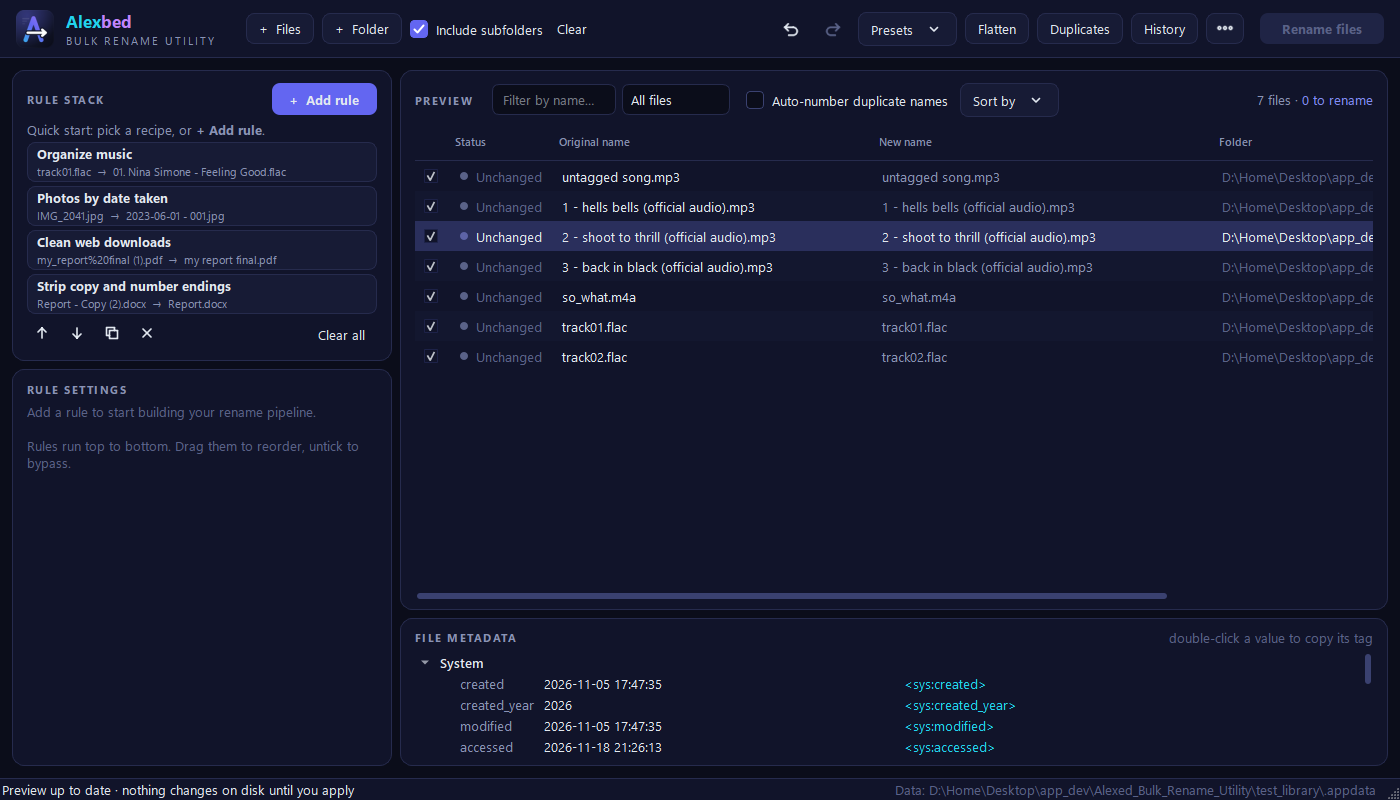 Alexbed
BULK RENAME UTILITY
+ Files
+ Folder
Include subfolders
Clear
Presets
Flatten
Duplicates
History
•••
Rename files
RULE STACK
+ Add rule
Quick start: pick a recipe, or + Add rule.
Organize music
track01.flac → 01. Nina Simone - Feeling Good.flac
Photos by date taken
IMG_2041.jpg → 2023-06-01 - 001.jpg
Clean web downloads
my_report%20final (1).pdf → my report final.pdf
Strip copy and number endings
Report - Copy (2).docx → Report.docx
Clear all
RULE SETTINGS
Add a rule to start building your rename pipeline.
Rules run top to bottom. Drag them to reorder, untick to
bypass.
PREVIEW
Filter by name...
All files
Auto-number duplicate names
Sort by
7 files · 0 to rename
Status Original name New name Folder
Unchanged untagged song.mp3 untagged song.mp3 D:\Home\Desktop\app_de
Unchanged 1 - hells bells (official audio).mp3 1 - hells bells (official audio).mp3 D:\Home\Desktop\app_de
Unchanged 2 - shoot to thrill (official audio).mp3 2 - shoot to thrill (official audio).mp3 D:\Home\Desktop\app_de
Unchanged 3 - back in black (official audio).mp3 3 - back in black (official audio).mp3 D:\Home\Desktop\app_de
Unchanged so_what.m4a so_what.m4a D:\Home\Desktop\app_de
Unchanged track01.flac track01.flac D:\Home\Desktop\app_de
Unchanged track02.flac track02.flac D:\Home\Desktop\app_de
FILE METADATA
double-click a value to copy its tag
System
created 2026-11-05 17:47:35 <sys:created>
created_year 2026 <sys:created_year>
modified 2026-11-05 17:47:35 <sys:modified>
accessed 2026-11-18 21:26:13 <sys:accessed>
Preview up to date · nothing changes on disk until you apply
Data: D:\Home\Desktop\app_dev\Alexed_Bulk_Rename_Utility\test_library\.appdata